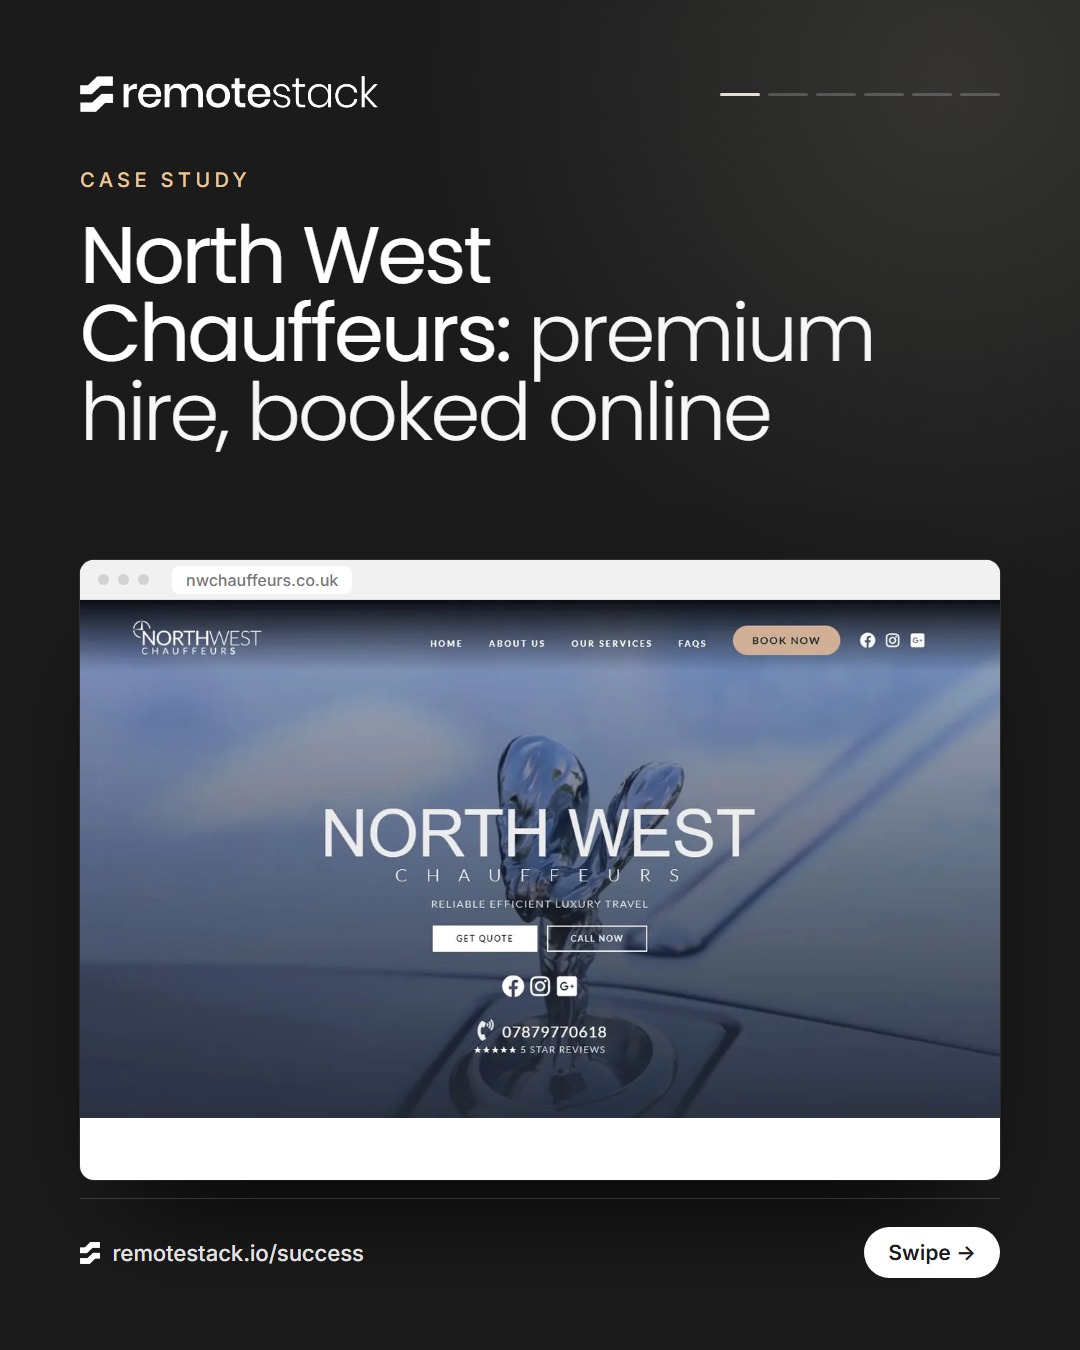 remotestack
CASE STUDY
North West
Chauffeurs: premium
hire, booked online
nwchauffeurs.co.uk
NORTHWEST
CHAUFFEURS
HOME ABOUT US OUR SERVICES FAQS BOOK NOW
G+
NORTH WEST
CHAUFFEURS
RELIABLE EFFICIENT LUXURY TRAVEL
GET QUOTE CALL NOW
G+
07879770618
★★★★★ 5 STAR REVIEWS
remotestack.io/success
Swipe →